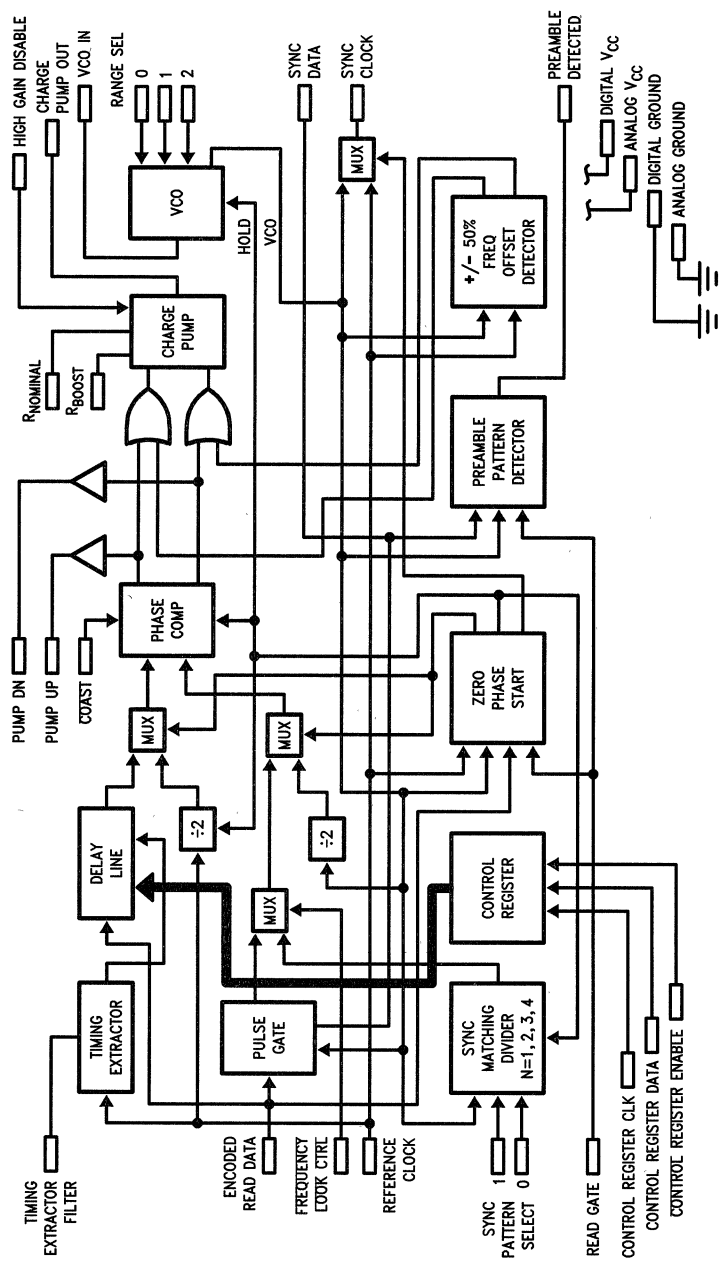 TIMING
EXTRACTOR
FILTER
PUMP DN
PUMP UP
COAST
R NOMINAL
R BOOST
HIGH GAIN DISABLE
CHARGE
PUMP OUT
VCO IN
RANGE SEL
0
1
2
TIMING
EXTRACTOR
DELAY
LINE
MUX
÷2
PHASE
COMP
CHARGE
PUMP
VCO
HOLD
VCO
ENCODED
READ DATA
PULSE
GATE
MUX
÷2
MUX
FREQUENCY
LOCK CTRL
REFERENCE
CLOCK
SYNC
DATA
SYNC
CLOCK
MUX
SYNC
PATTERN
SELECT
1
0
SYNC
MATCHING
DIVIDER
N=1, 2, 3, 4
CONTROL
REGISTER
ZERO
PHASE
START
PREAMBLE
PATTERN
DETECTOR
+/- 50%
FREQ
OFFSET
DETECTOR
PREAMBLE
DETECTED
READ GATE
CONTROL REGISTER CLK
CONTROL REGISTER DATA
CONTROL REGISTER ENABLE
DIGITAL VCC
ANALOG VCC
DIGITAL GROUND
ANALOG GROUND